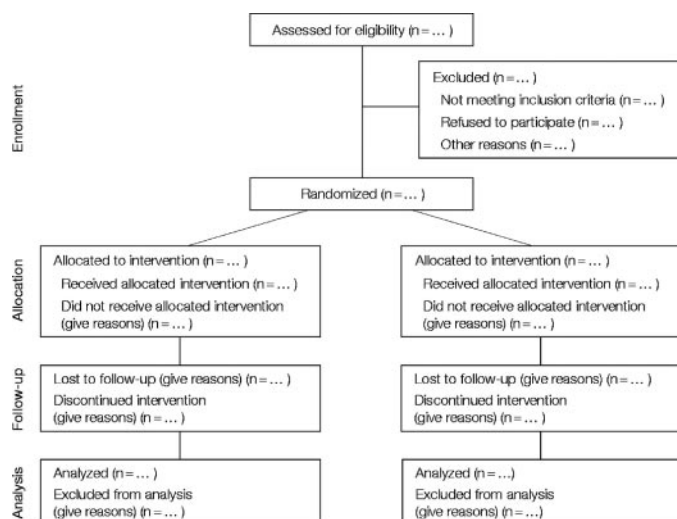 Assessed for eligibility (n = … )
Enrollment
Excluded (n = … )
Not meeting inclusion criteria (n = … )
Refused to participate (n = … )
Other reasons (n = … )
Randomized (n = … )
Allocation
Allocated to intervention (n = … )
Received allocated intervention (n = … )
Did not receive allocated intervention
(give reasons) (n = … )
Allocated to intervention (n = … )
Received allocated intervention (n = … )
Did not receive allocated intervention
(give reasons) (n = … )
Follow-up
Lost to follow-up (give reasons) (n = … )
Discontinued intervention
(give reasons) (n = … )
Lost to follow-up (give reasons) (n = … )
Discontinued intervention
(give reasons) (n = … )
Analysis
Analyzed (n = … )
Excluded from analysis
(give reasons) (n = … )
Analyzed (n = …)
Excluded from analysis
(give reasons) (n = …)